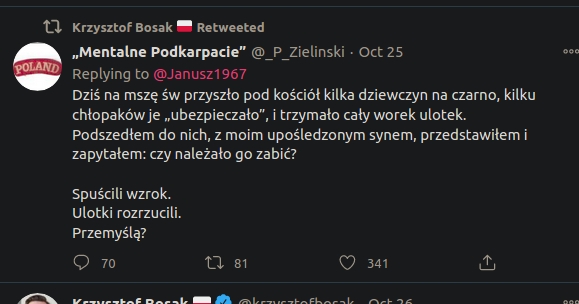 Krzysztof Bosak 🇵🇱 Retweeted
POLAND
„Mentalne Podkarpacie” @_P_Zielinski · Oct 25
Replying to @Janusz1967
Dziś na mszę św przyszło pod kościół kilka dziewczyn na czarno, kilku
chłopaków je „ubezpieczało”, i trzymało cały worek ulotek.
Podszedłem do nich, z moim upośledzonym synem, przedstawiłem i
zapytałem: czy należało go zabić?
Spuścili wzrok.
Ulotki rozrzucili.
Przemyślą?
70 81 341
Krzysztof Bosak 🇵🇱 @krzysztofbosak · Oct 26